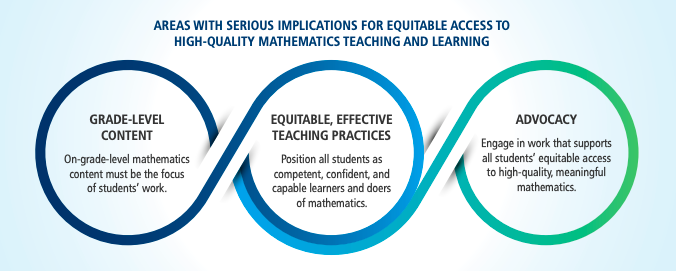 AREAS WITH SERIOUS IMPLICATIONS FOR EQUITABLE ACCESS TO
HIGH-QUALITY MATHEMATICS TEACHING AND LEARNING
GRADE-LEVEL
CONTENT
On-grade-level mathematics
content must be the focus
of students’ work.
EQUITABLE, EFFECTIVE
TEACHING PRACTICES
Position all students as
competent, confident, and
capable learners and doers
of mathematics.
ADVOCACY
Engage in work that supports
all students’ equitable access
to high-quality, meaningful
mathematics.